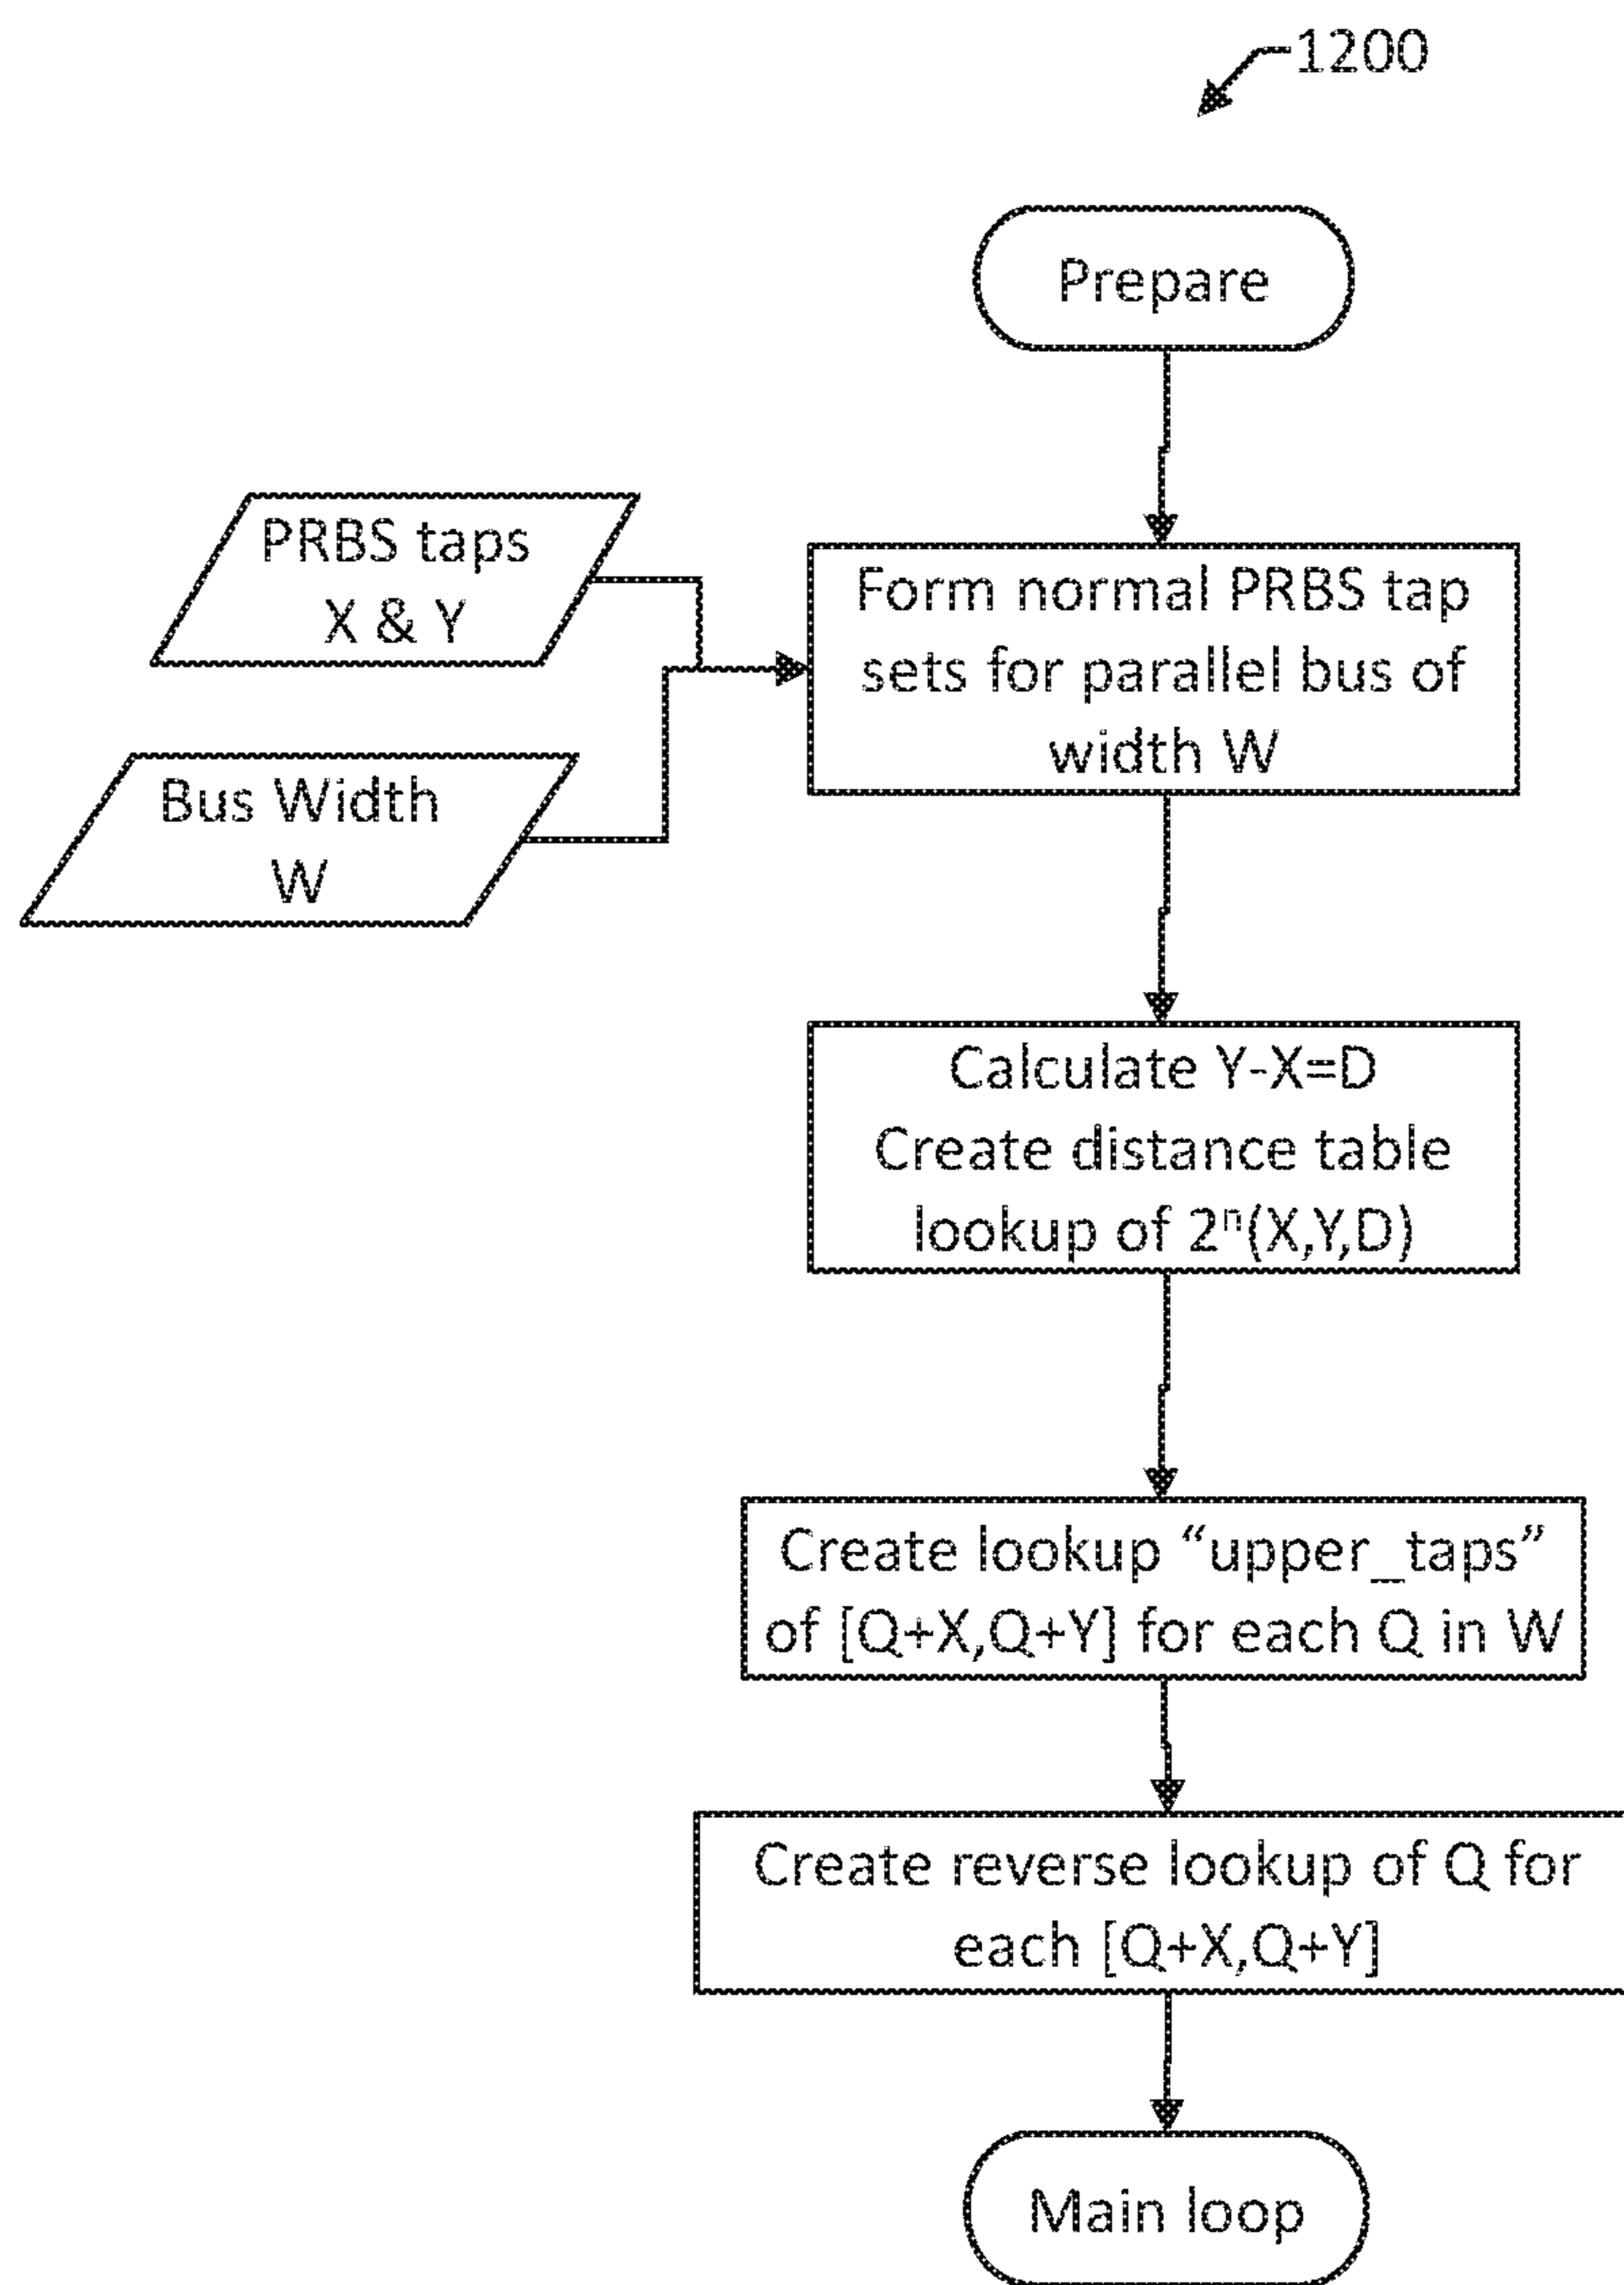 1200
Prepare
PRBS taps
X & Y
Bus Width
W
Form normal PRBS tap
sets for parallel bus of
width W
Calculate Y-X=D
Create distance table
lookup of 2ⁿ(X,Y,D)
Create lookup “upper_taps”
of [Q+X,Q+Y] for each Q in W
Create reverse lookup of Q for
each [Q+X,Q+Y]
Main loop